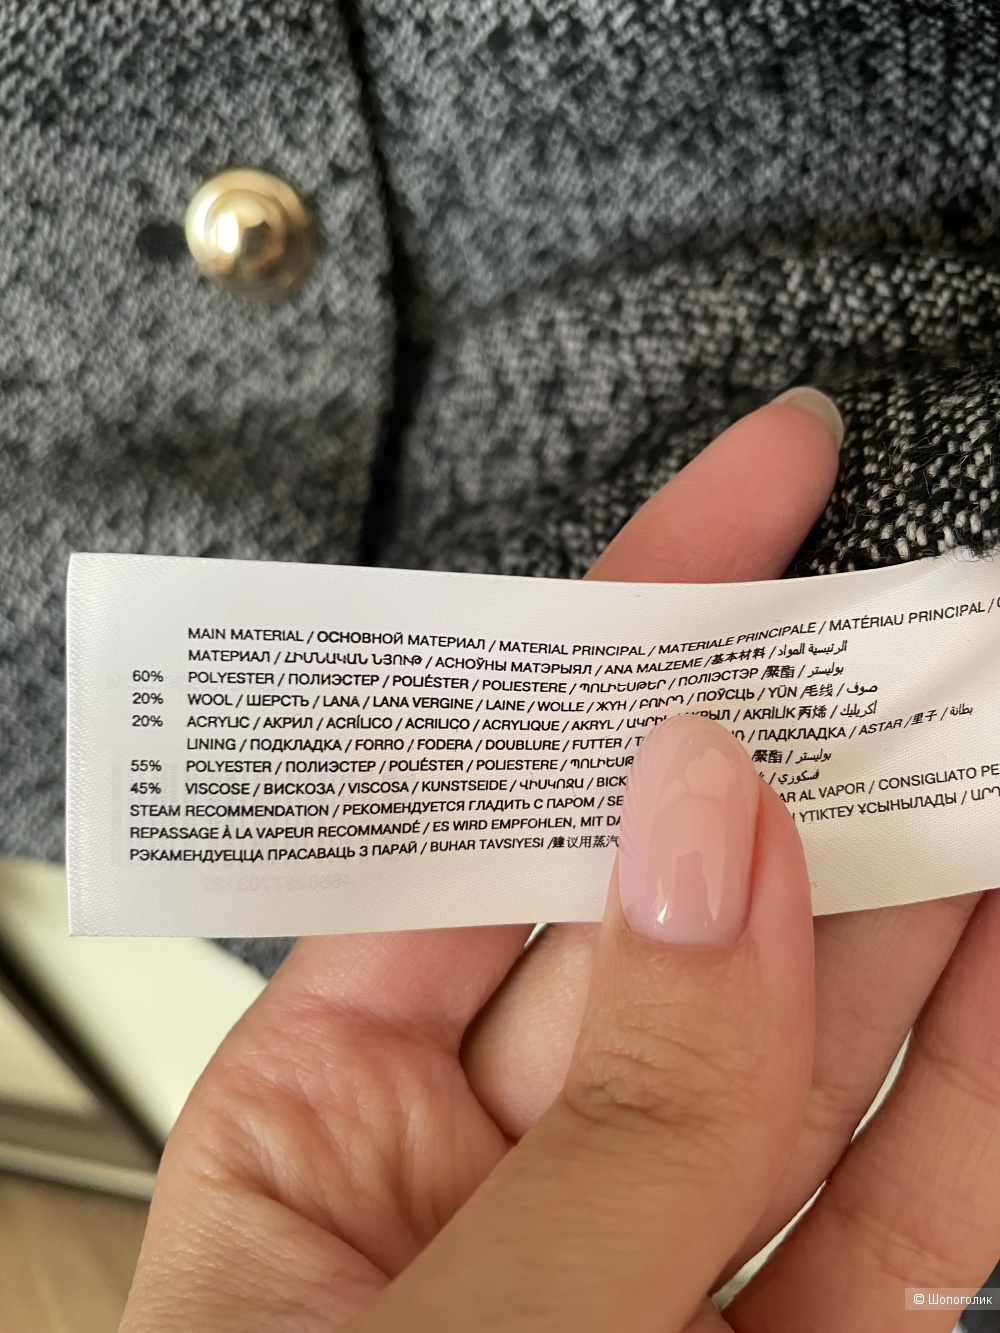 MAIN MATERIAL / ОСНОВНОЙ МАТЕРИАЛ / MATERIAL PRINCIPAL / MATERIALE PRINCIPALE / MATÉRIAU PRINCIPAL /
МАТЕРИАЛ / ՀԻՄՆԱԿԱՆ ՆՅՈՒԹ / АСНОЎНЫ МАТЭРЫЯЛ / ANA MALZEME / 基本材料 / الرئيسية المواد /
60% POLYESTER / ПОЛИЭСТЕР / POLIÉSTER / POLIESTERE / ՊՈԼԻԵՍԹԵՐ / ПОЛІЭСТЭР / 聚酯 / بوليستر
20% WOOL / ШЕРСТЬ / LANA / LANA VERGINE / LAINE / WOLLE / ЖҮН / ԲՈՒՐԴ / ПОЎСЦЬ / YÜN / 毛线 / صوف
20% ACRYLIC / АКРИЛ / ACRÍLICO / ACRILICO / ACRYLIQUE / AKRYL / / AKRİLİK 丙烯 / أكريليك
LINING / ПОДКЛАДКА / FORRO / FODERA / DOUBLURE / FUTTER / / ПАДКЛАДКА / ASTAR / 里子 / بطانة
55% POLYESTER / ПОЛИЭСТЕР / POLIÉSTER / POLIESTERE / 聚酯 / بوليستر
45% VISCOSE / ВИСКОЗА / VISCOSA / KUNSTSEIDE / ՎԻՍԿՈԶԱ / فسكوزي
STEAM RECOMMENDATION / РЕКОМЕНДУЕТСЯ ГЛАДИТЬ С ПАРОМ / AL VAPOR / CONSIGLIATO
REPASSAGE À LA VAPEUR RECOMMANDÉ / ES WIRD EMPFOHLEN, MIT ҮТІКТЕУ ҰСЫНЫЛАДЫ /
РЭКАМЕНДУЕЦЦА ПРАСАВАЦЬ З ПАРАЙ / BUHAR TAVSIYESI / 建议用蒸汽
© Шопоголик